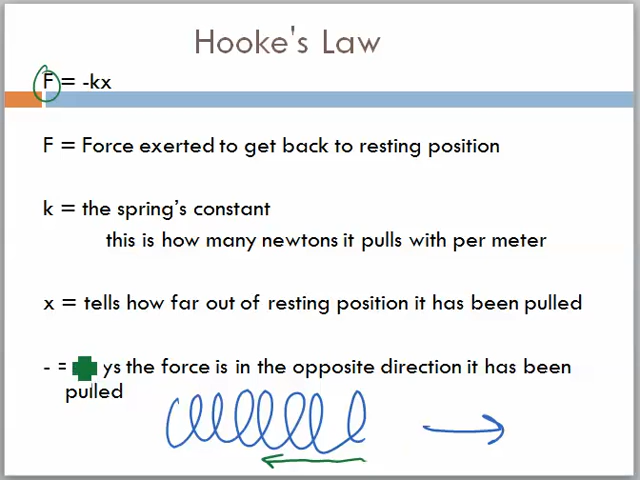 Hooke's Law
F = -kx
F = Force exerted to get back to resting position
k = the spring's constant
this is how many newtons it pulls with per meter
x = tells how far out of resting position it has been pulled
- = ys the force is in the opposite direction it has been
pulled